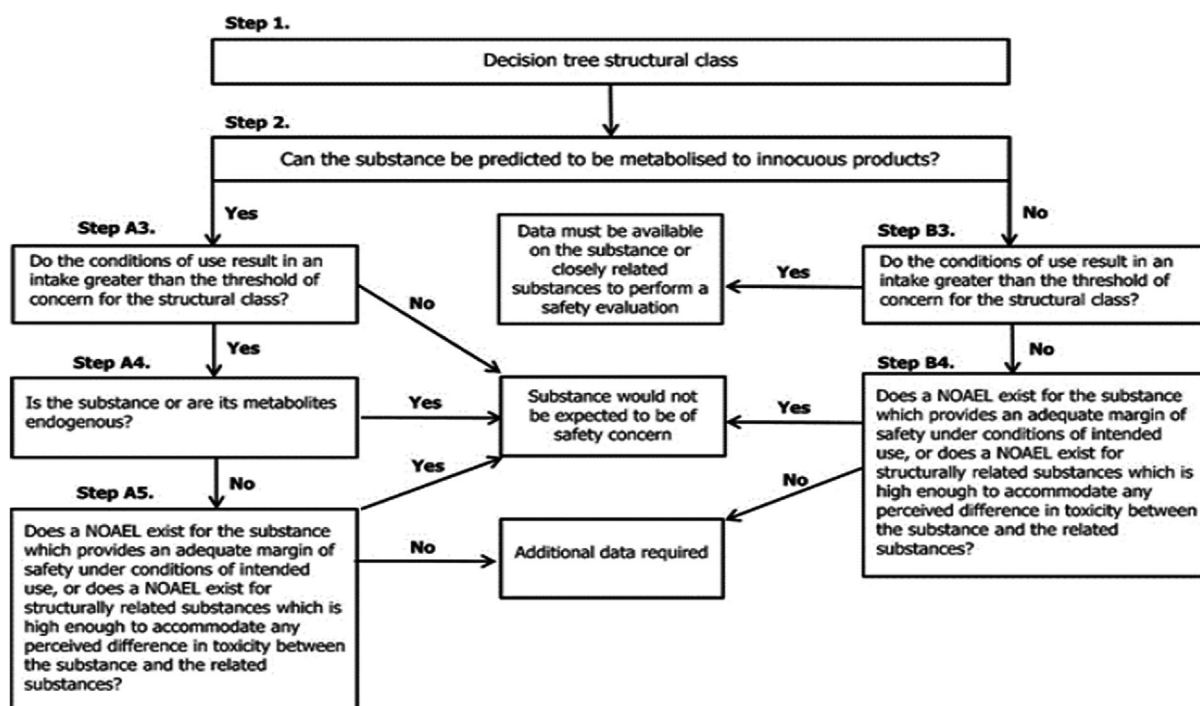 Step 1.
Decision tree structural class
Step 2.
Can the substance be predicted to be metabolised to innocuous products?
Yes
No
Step A3.
Do the conditions of use result in an
intake greater than the threshold of
concern for the structural class?
Data must be available
on the substance or
closely related
substances to perform a
safety evaluation
Yes
Step B3.
Do the conditions of use result in an
intake greater than the threshold of
concern for the structural class?
No
Yes
No
Step A4.
Is the substance or are its metabolites
endogenous?
Yes
Substance would not
be expected to be of
safety concern
Yes
Step B4.
Does a NOAEL exist for the substance
which provides an adequate margin of
safety under conditions of intended
use, or does a NOAEL exist for
structurally related substances which is
high enough to accommodate any
perceived difference in toxicity between
the substance and the related
substances?
No
Yes
No
Step A5.
Does a NOAEL exist for the substance
which provides an adequate margin of
safety under conditions of intended
use, or does a NOAEL exist for
structurally related substances which is
high enough to accommodate any
perceived difference in toxicity between
the substance and the related
substances?
No
Additional data required